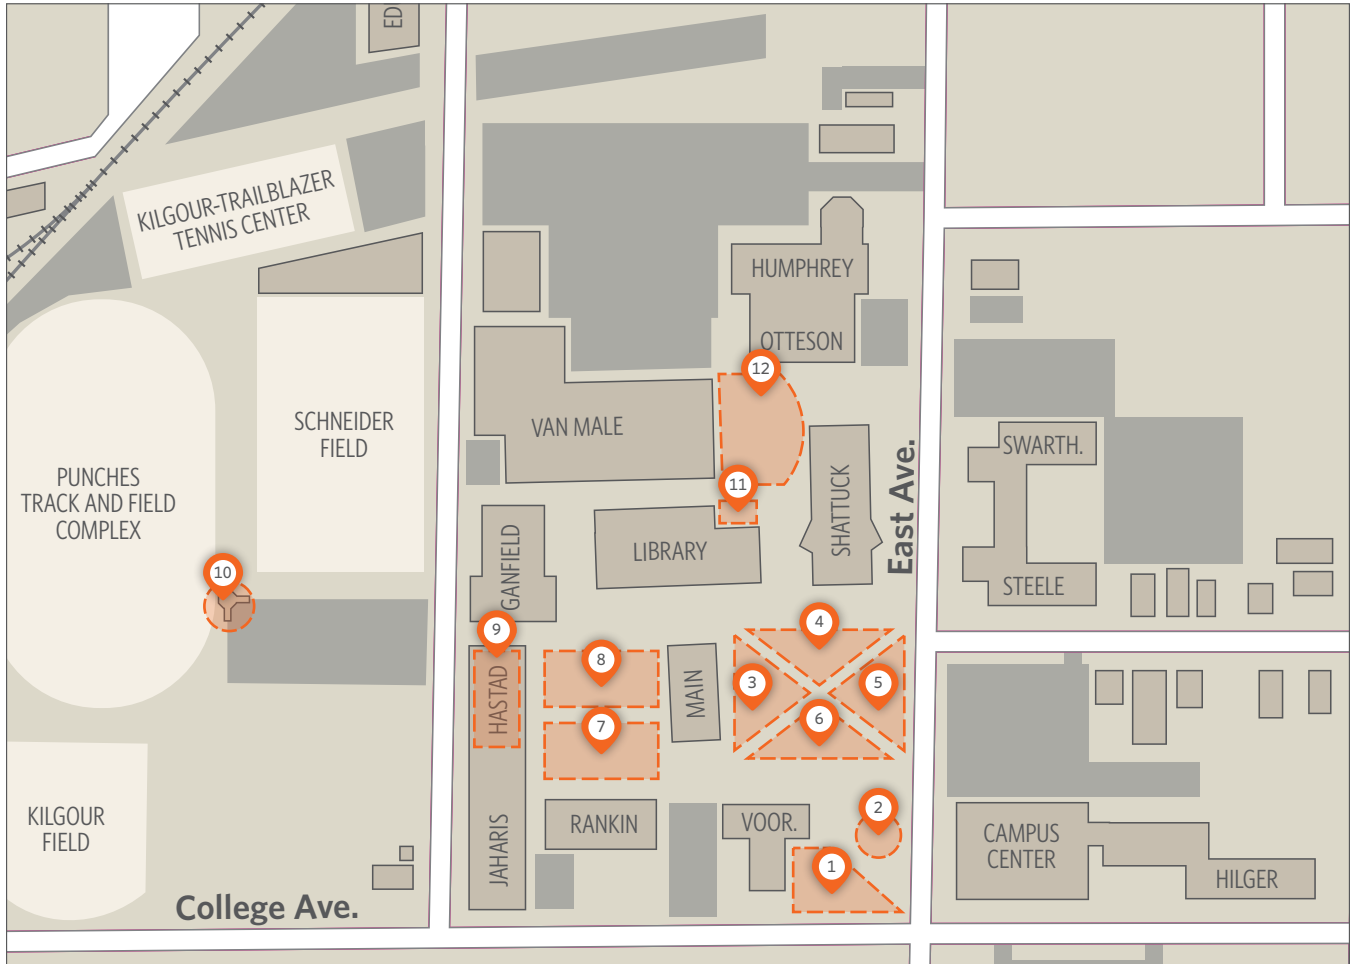 ED
KILGOUR-TRAILBLAZER
TENNIS CENTER
HUMPHREY
OTTESON
12
SCHNEIDER
FIELD
VAN MALE
SWARTH.
PUNCHES
TRACK AND FIELD
COMPLEX
11
SHATTUCK
East Ave.
LIBRARY
GANFIELD
10
STEELE
9
8
4
HASTAD
MAIN
3
5
7
6
KILGOUR
FIELD
JAHARIS
RANKIN
VOOR.
2
1
CAMPUS
CENTER
HILGER
College Ave.